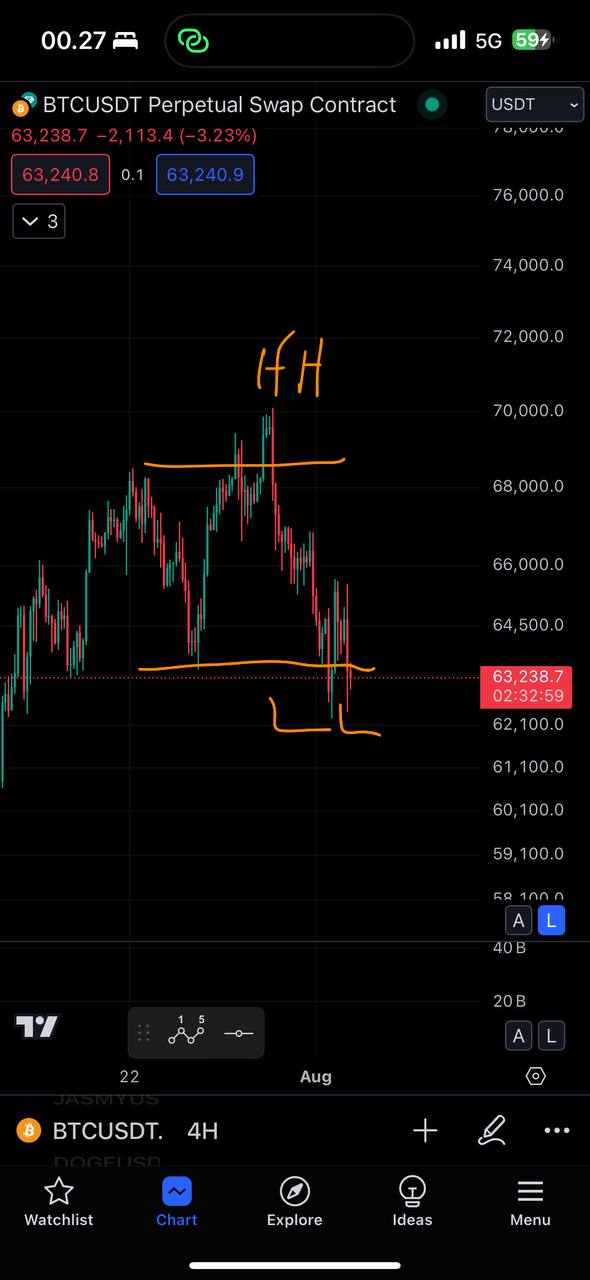 00.27
5G 59
BTCUSDT Perpetual Swap Contract
USDT
63,238.7 −2,113.4 (−3.23%)
78,000.0
63,240.8 0.1 63,240.9
76,000.0
3
74,000.0
72,000.0
HH
70,000.0
68,000.0
66,000.0
64,500.0
63,238.7
02:32:59
LL
62,100.0
61,100.0
60,100.0
59,100.0
58,100.0
A L
40 B
20 B
1 5
A L
22 Aug
JASMYUS
BTCUSDT. 4H
DOGEUSD
Watchlist Chart Explore Ideas Menu